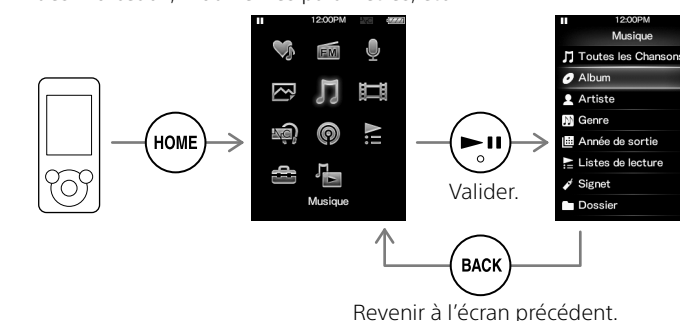 12:00PM
FM
NC
Musique
HOME
Valider.
BACK
Revenir à l'écran précédent.
12:00PM
Musique
Toutes les Chansons
Album
Artiste
Genre
Année de sortie
Listes de lecture
Signet
Dossier